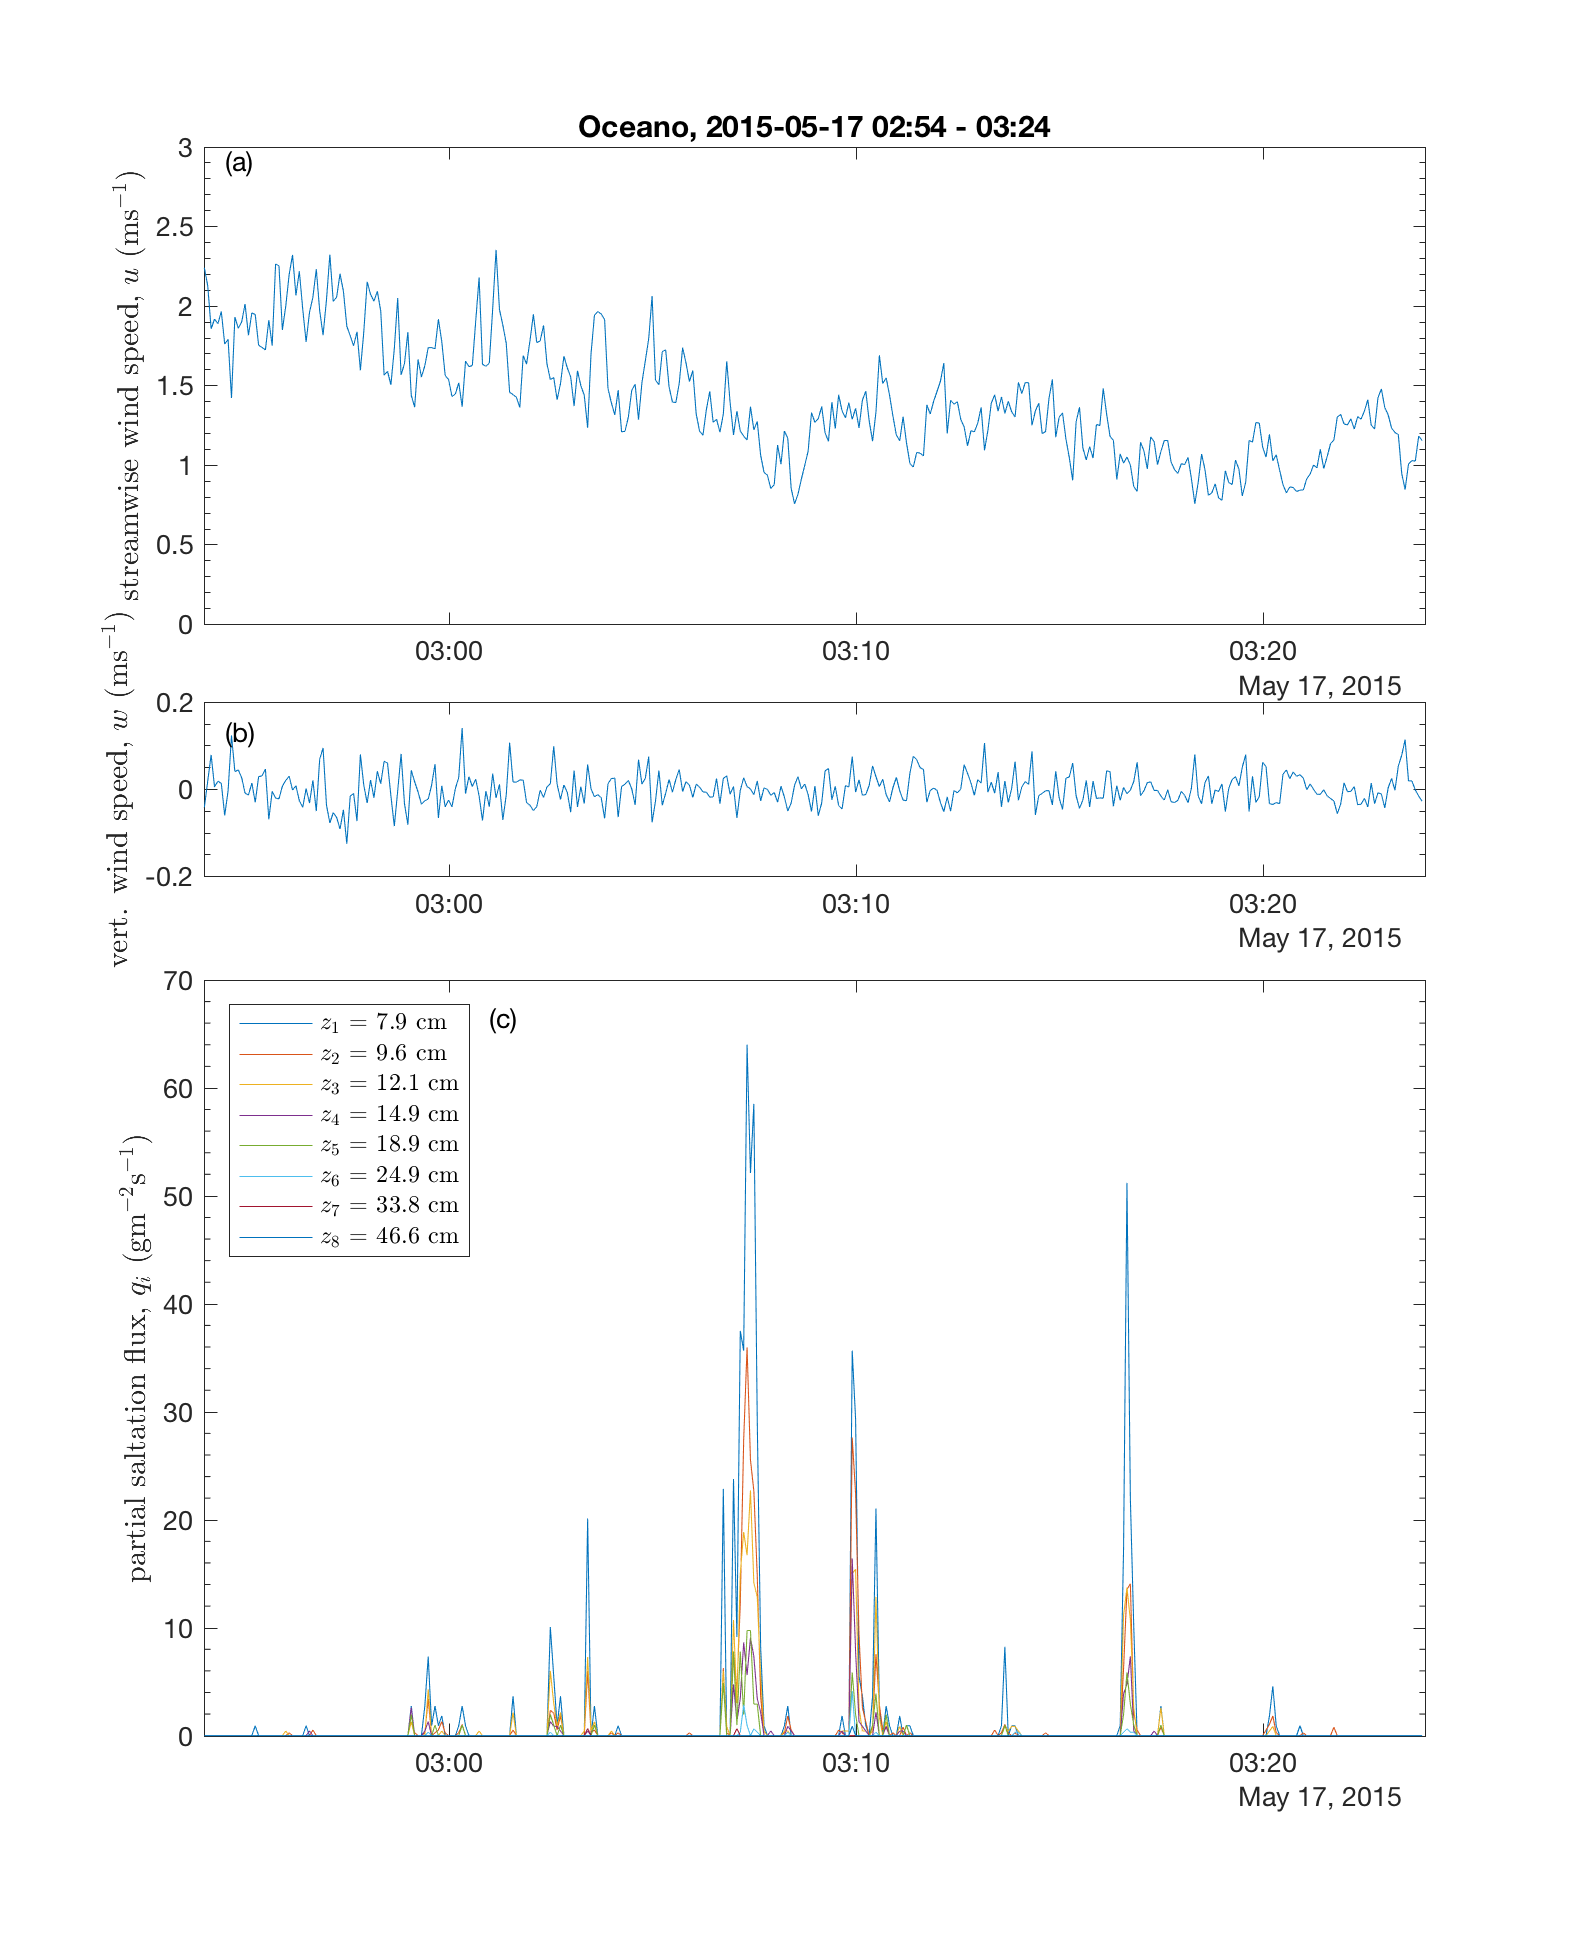 Oceano, 2015-05-17 02:54 - 03:24
(a)
streamwise wind speed, u (ms⁻¹)
3
2.5
2
1.5
1
0.5
0
03:00 03:10 03:20
May 17, 2015
(b)
vert. wind speed, w (ms⁻¹)
0.2
0
-0.2
03:00 03:10 03:20
May 17, 2015
(c)
partial saltation flux, qᵢ (gm⁻²s⁻¹)
70
60
50
40
30
20
10
0
z₁ = 7.9 cm
z₂ = 9.6 cm
z₃ = 12.1 cm
z₄ = 14.9 cm
z₅ = 18.9 cm
z₆ = 24.9 cm
z₇ = 33.8 cm
z₈ = 46.6 cm
03:00 03:10 03:20
May 17, 2015